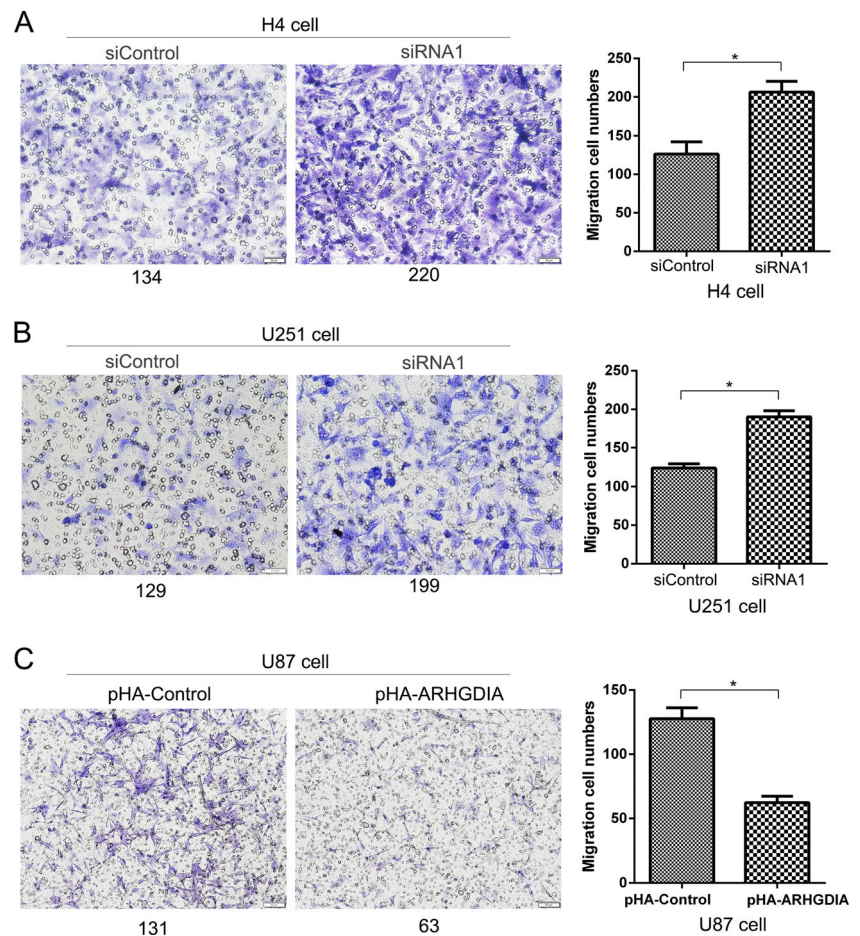 A
H4 cell
siControl siRNA1
134 220
250
200
150
100
50
0
Migration cell numbers
*
siControl siRNA1
H4 cell
B
U251 cell
siControl siRNA1
129 199
250
200
150
100
50
0
Migration cell numbers
*
siControl siRNA1
U251 cell
C
U87 cell
pHA-Control pHA-ARHGDIA
131 63
150
100
50
0
Migration cell numbers
*
pHA-Control pHA-ARHGDIA
U87 cell